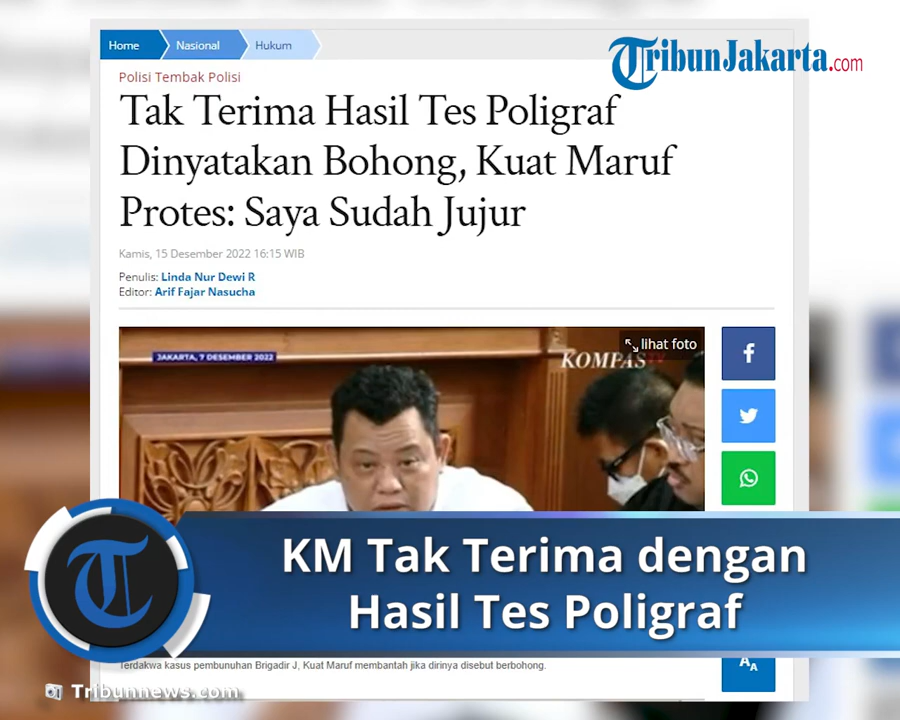 Home
Nasional
Hukum
TribunJakarta.com
Polisi Tembak Polisi
Tak Terima Hasil Tes Poligraf
Dinyatakan Bohong, Kuat Maruf
Protes: Saya Sudah Jujur
Kamis, 15 Desember 2022 16:15 WIB
Penulis: Linda Nur Dewi R
Editor: Arif Fajar Nasucha
JAKARTA, 7 DESEMBER 2022
lihat foto
KOMPASTV
KM Tak Terima dengan
Hasil Tes Poligraf
Terdakwa kasus pembunuhan Brigadir J, Kuat Maruf membantah jika dirinya disebut berbohong.
AA
Tribunnews.com